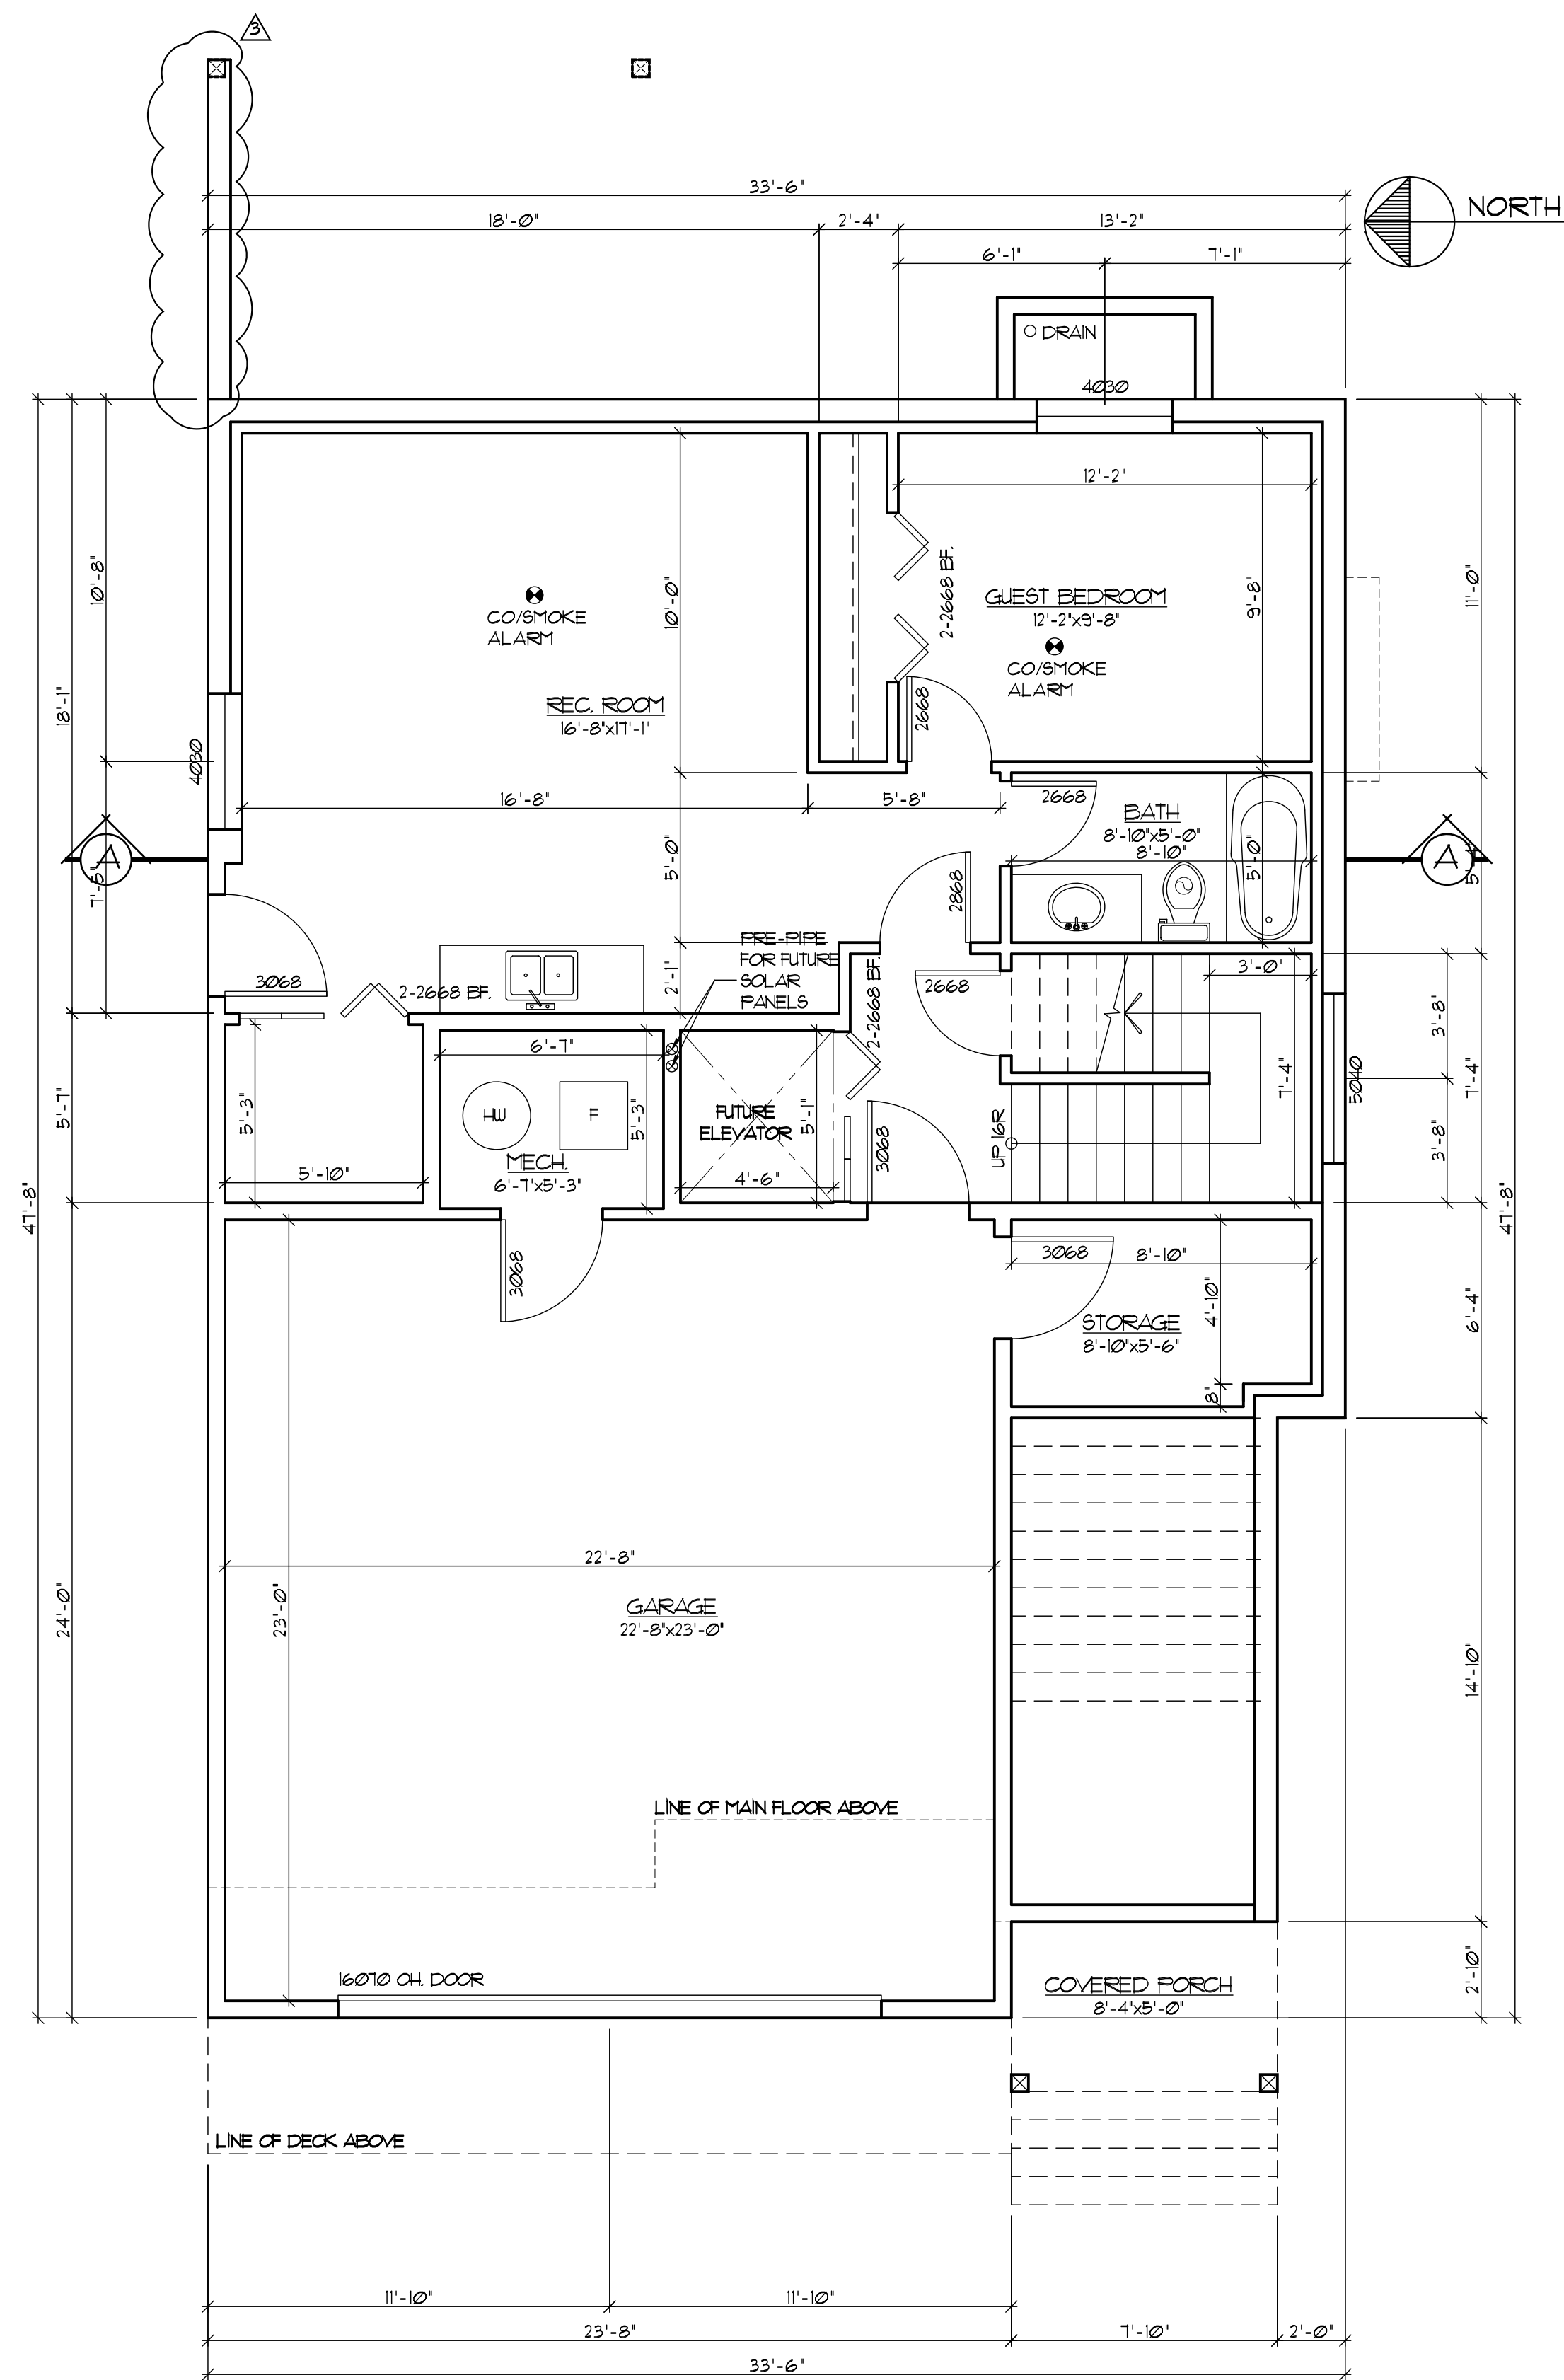 3
33'-6"
NORTH
18'-0"
2'-4"
13'-2"
6'-1"
7'-1"
DRAIN
4030
12'-2"
10'-8"
18'-1"
10'-0"
2-2668 BF.
9'-8"
11'-0"
CO/SMOKE
ALARM
GUEST BEDROOM
12'-2"x9'-8"
CO/SMOKE
ALARM
REC. ROOM
16'-8"x17'-1"
2668
4030
16'-8"
5'-8"
2668
BATH
8'-10"x5'-0"
8'-10"
A
7'-5"
5'-0"
2868
5'-0"
A
5'-4"
PRE-PIPE
FOR FUTURE
SOLAR
PANELS
3'-0"
3068
2-2668 BF.
2'-1"
2-2668 BF.
2668
3'-8"
6'-7"
5'-7"
5'-3"
HW
F
5'-3"
FUTURE
ELEVATOR
5'-1"
7'-4"
5040
7'-4"
3068
UP 16R
3'-8"
MECH.
6'-7"x5'-3"
5'-10"
4'-6"
47'-8"
47'-8"
3068
3068
8'-10"
4'-10"
6'-4"
STORAGE
8'-10"x5'-6"
8"
22'-8"
24'-0"
23'-0"
GARAGE
22'-8"x23'-0"
14'-10"
LINE OF MAIN FLOOR ABOVE
16070 OH. DOOR
COVERED PORCH
8'-4"x5'-0"
2'-10"
LINE OF DECK ABOVE
11'-10"
11'-10"
23'-8"
7'-10"
2'-0"
33'-6"